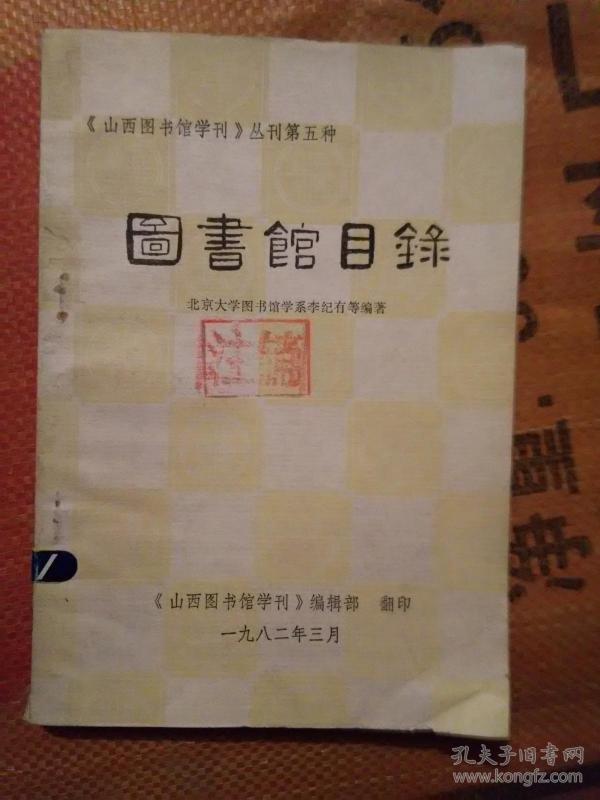 《山西图书馆学刊》丛刊第五种
圖書館目錄
北京大学图书馆学系李纪有等编著
注销
《山西图书馆学刊》编辑部 翻印
一九八二年三月
孔夫子旧书网
www.kongfz.com